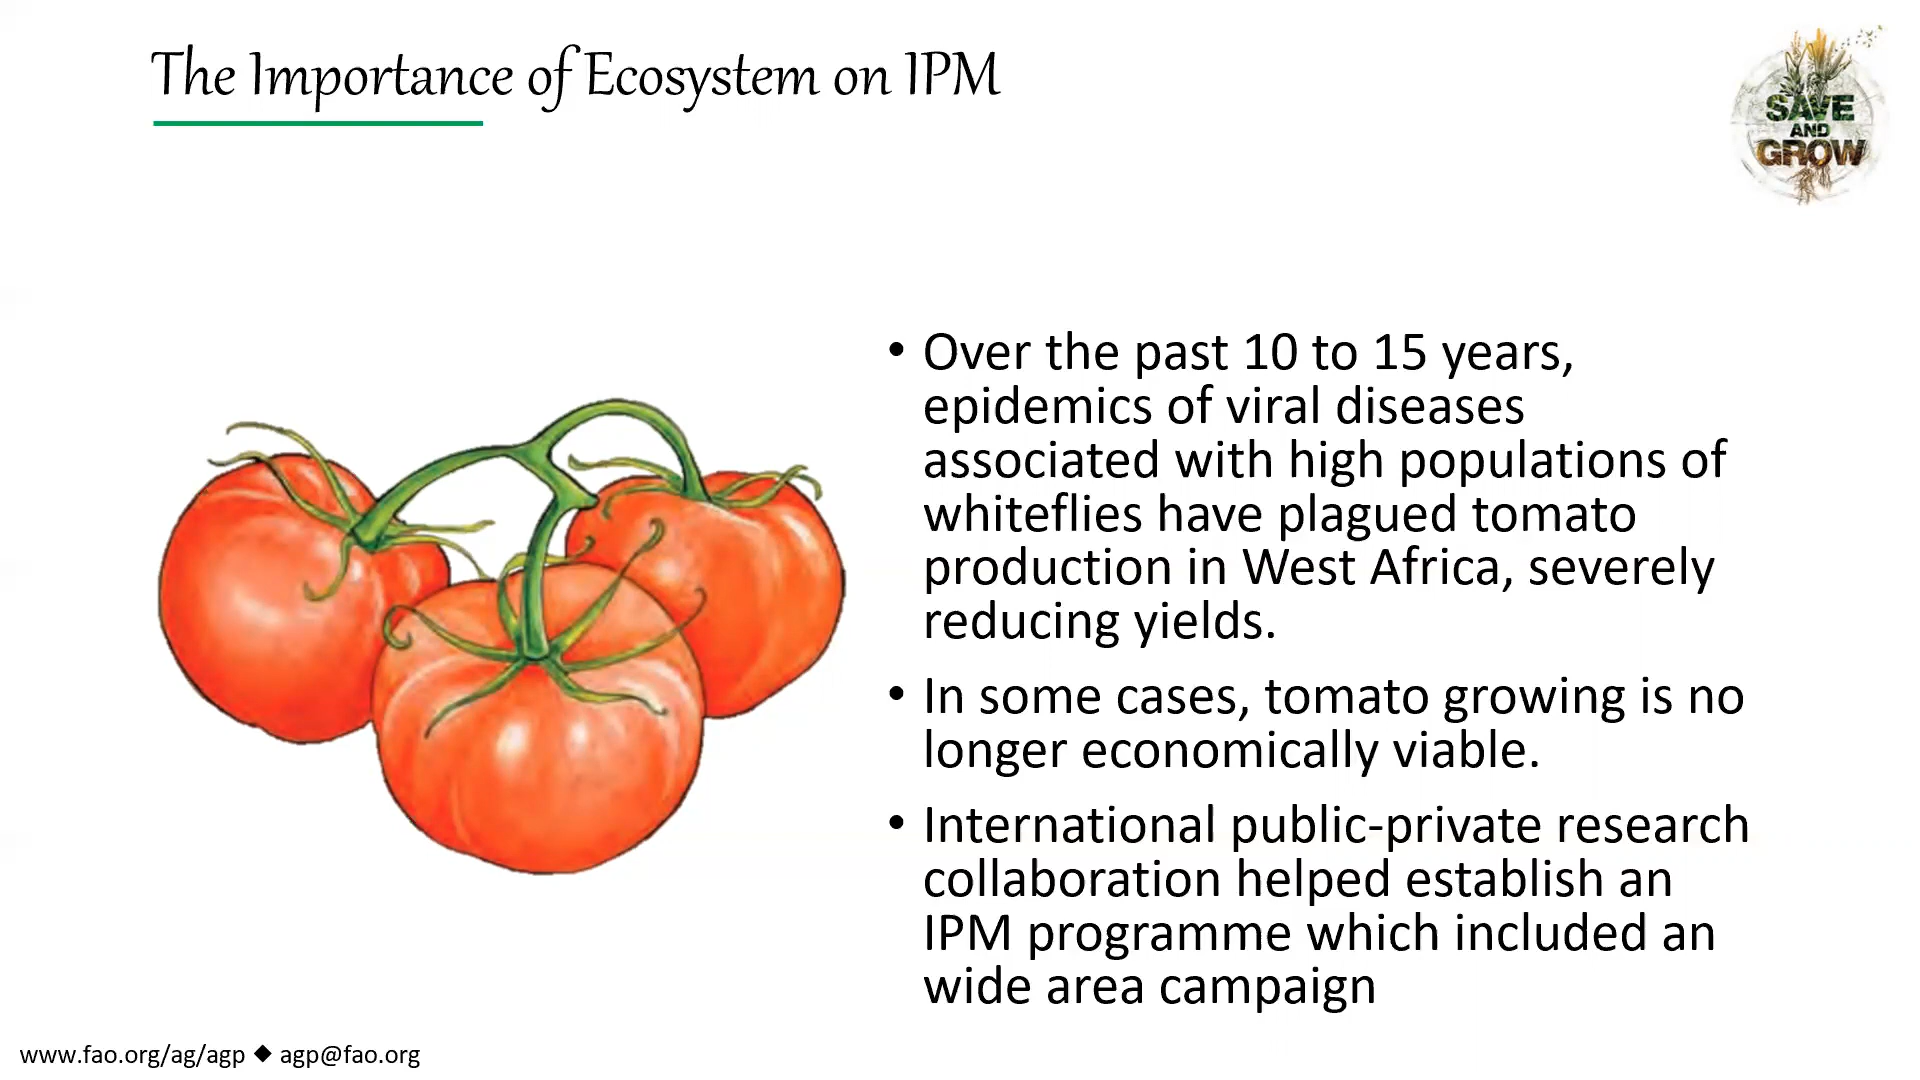 The Importance of Ecosystem on IPM
SAVE
AND
GROW
• Over the past 10 to 15 years,
epidemics of viral diseases
associated with high populations of
whiteflies have plagued tomato
production in West Africa, severely
reducing yields.
• In some cases, tomato growing is no
longer economically viable.
• International public-private research
collaboration helped establish an
IPM programme which included an
wide area campaign
www.fao.org/ag/agp ◆ agp@fao.org